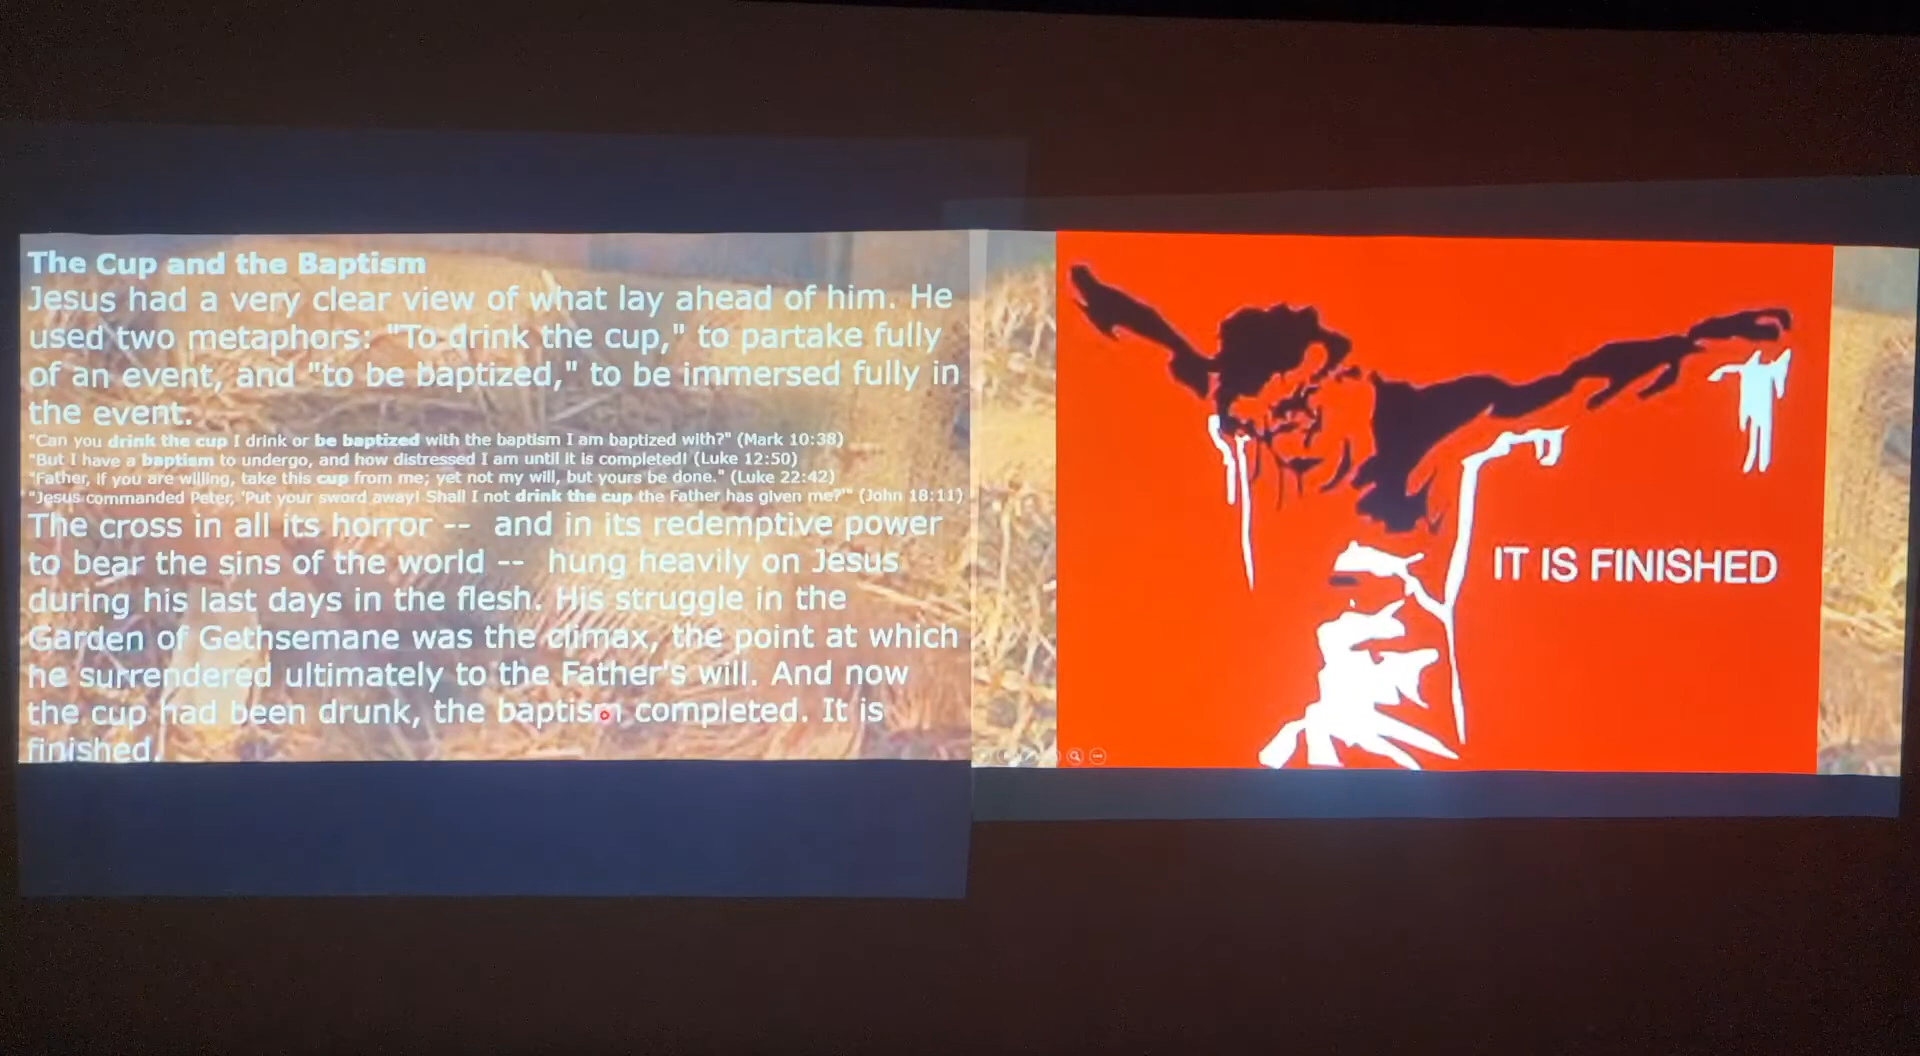 The Cup and the Baptism
Jesus had a very clear view of what lay ahead of him. He
used two metaphors: "To drink the cup," to partake fully
of an event, and "to be baptized," to be immersed fully in
the event.
"Can you drink the cup I drink or be baptized with the baptism I am baptized with?" (Mark 10:38)
"But I have a baptism to undergo, and how distressed I am until it is completed! (Luke 12:50)
"Father, if you are willing, take this cup from me; yet not my will, but yours be done." (Luke 22:42)
"Jesus commanded Peter, 'Put your sword away! Shall I not drink the cup the Father has given me?'" (John 18:11)
The cross in all its horror -- and in its redemptive power
to bear the sins of the world -- hung heavily on Jesus
during his last days in the flesh. His struggle in the
Garden of Gethsemane was the climax, the point at which
he surrendered ultimately to the Father's will. And now
the cup had been drunk, the baptism completed. It is
finished.
IT IS FINISHED